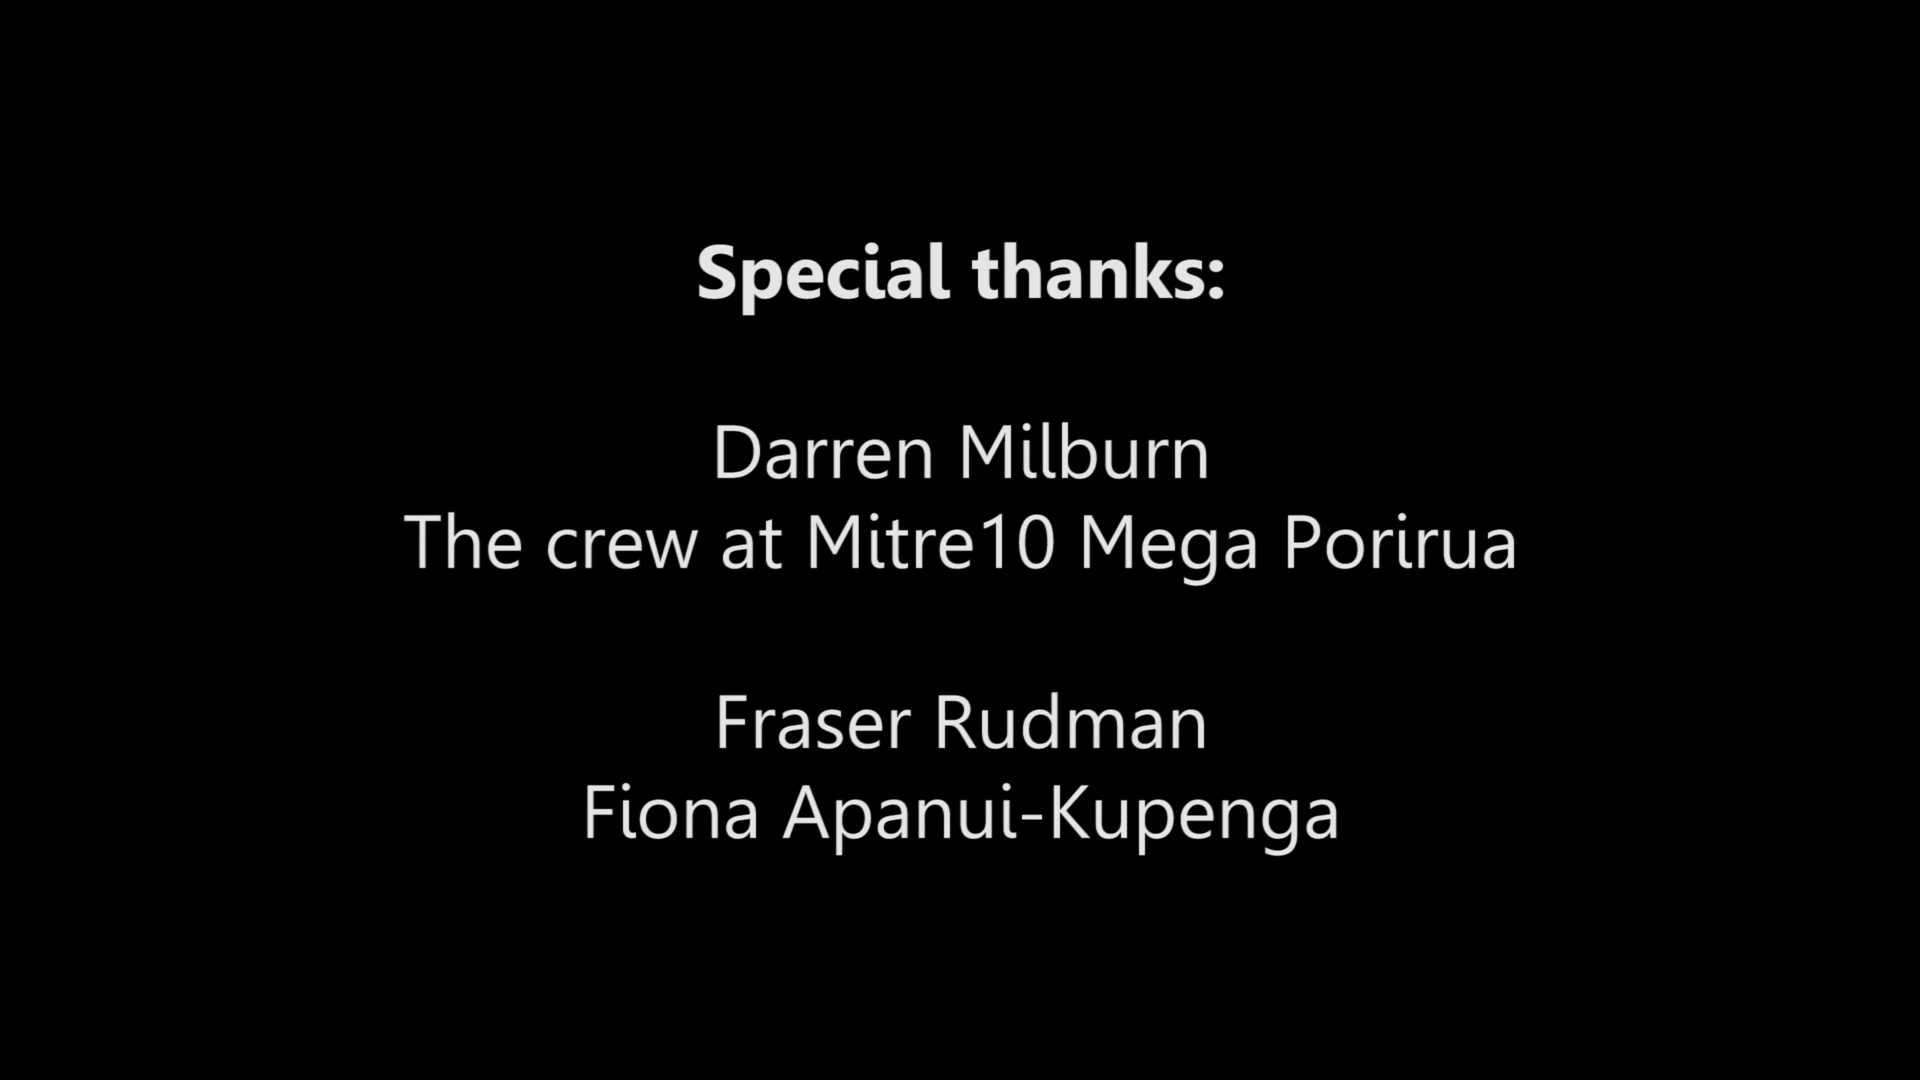 Special thanks:
Darren Milburn
The crew at Mitre10 Mega Porirua
Fraser Rudman
Fiona Apanui-Kupenga